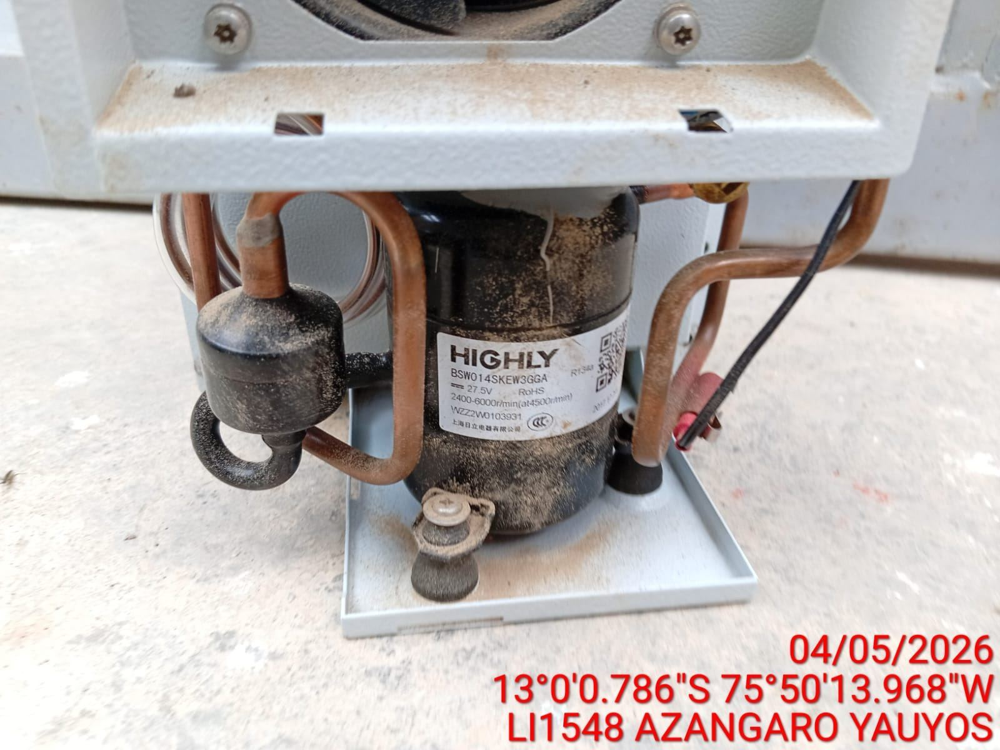 HIGHLY
BSW014SKEW3GGA R134a
27.5V RoHS
2400-6000r/min(at4500r/min)
WZZ2W0103931
上海日立电器有限公司
04/05/2026
13°0'0.786"S 75°50'13.968"W
LI1548 AZANGARO YAUYOS